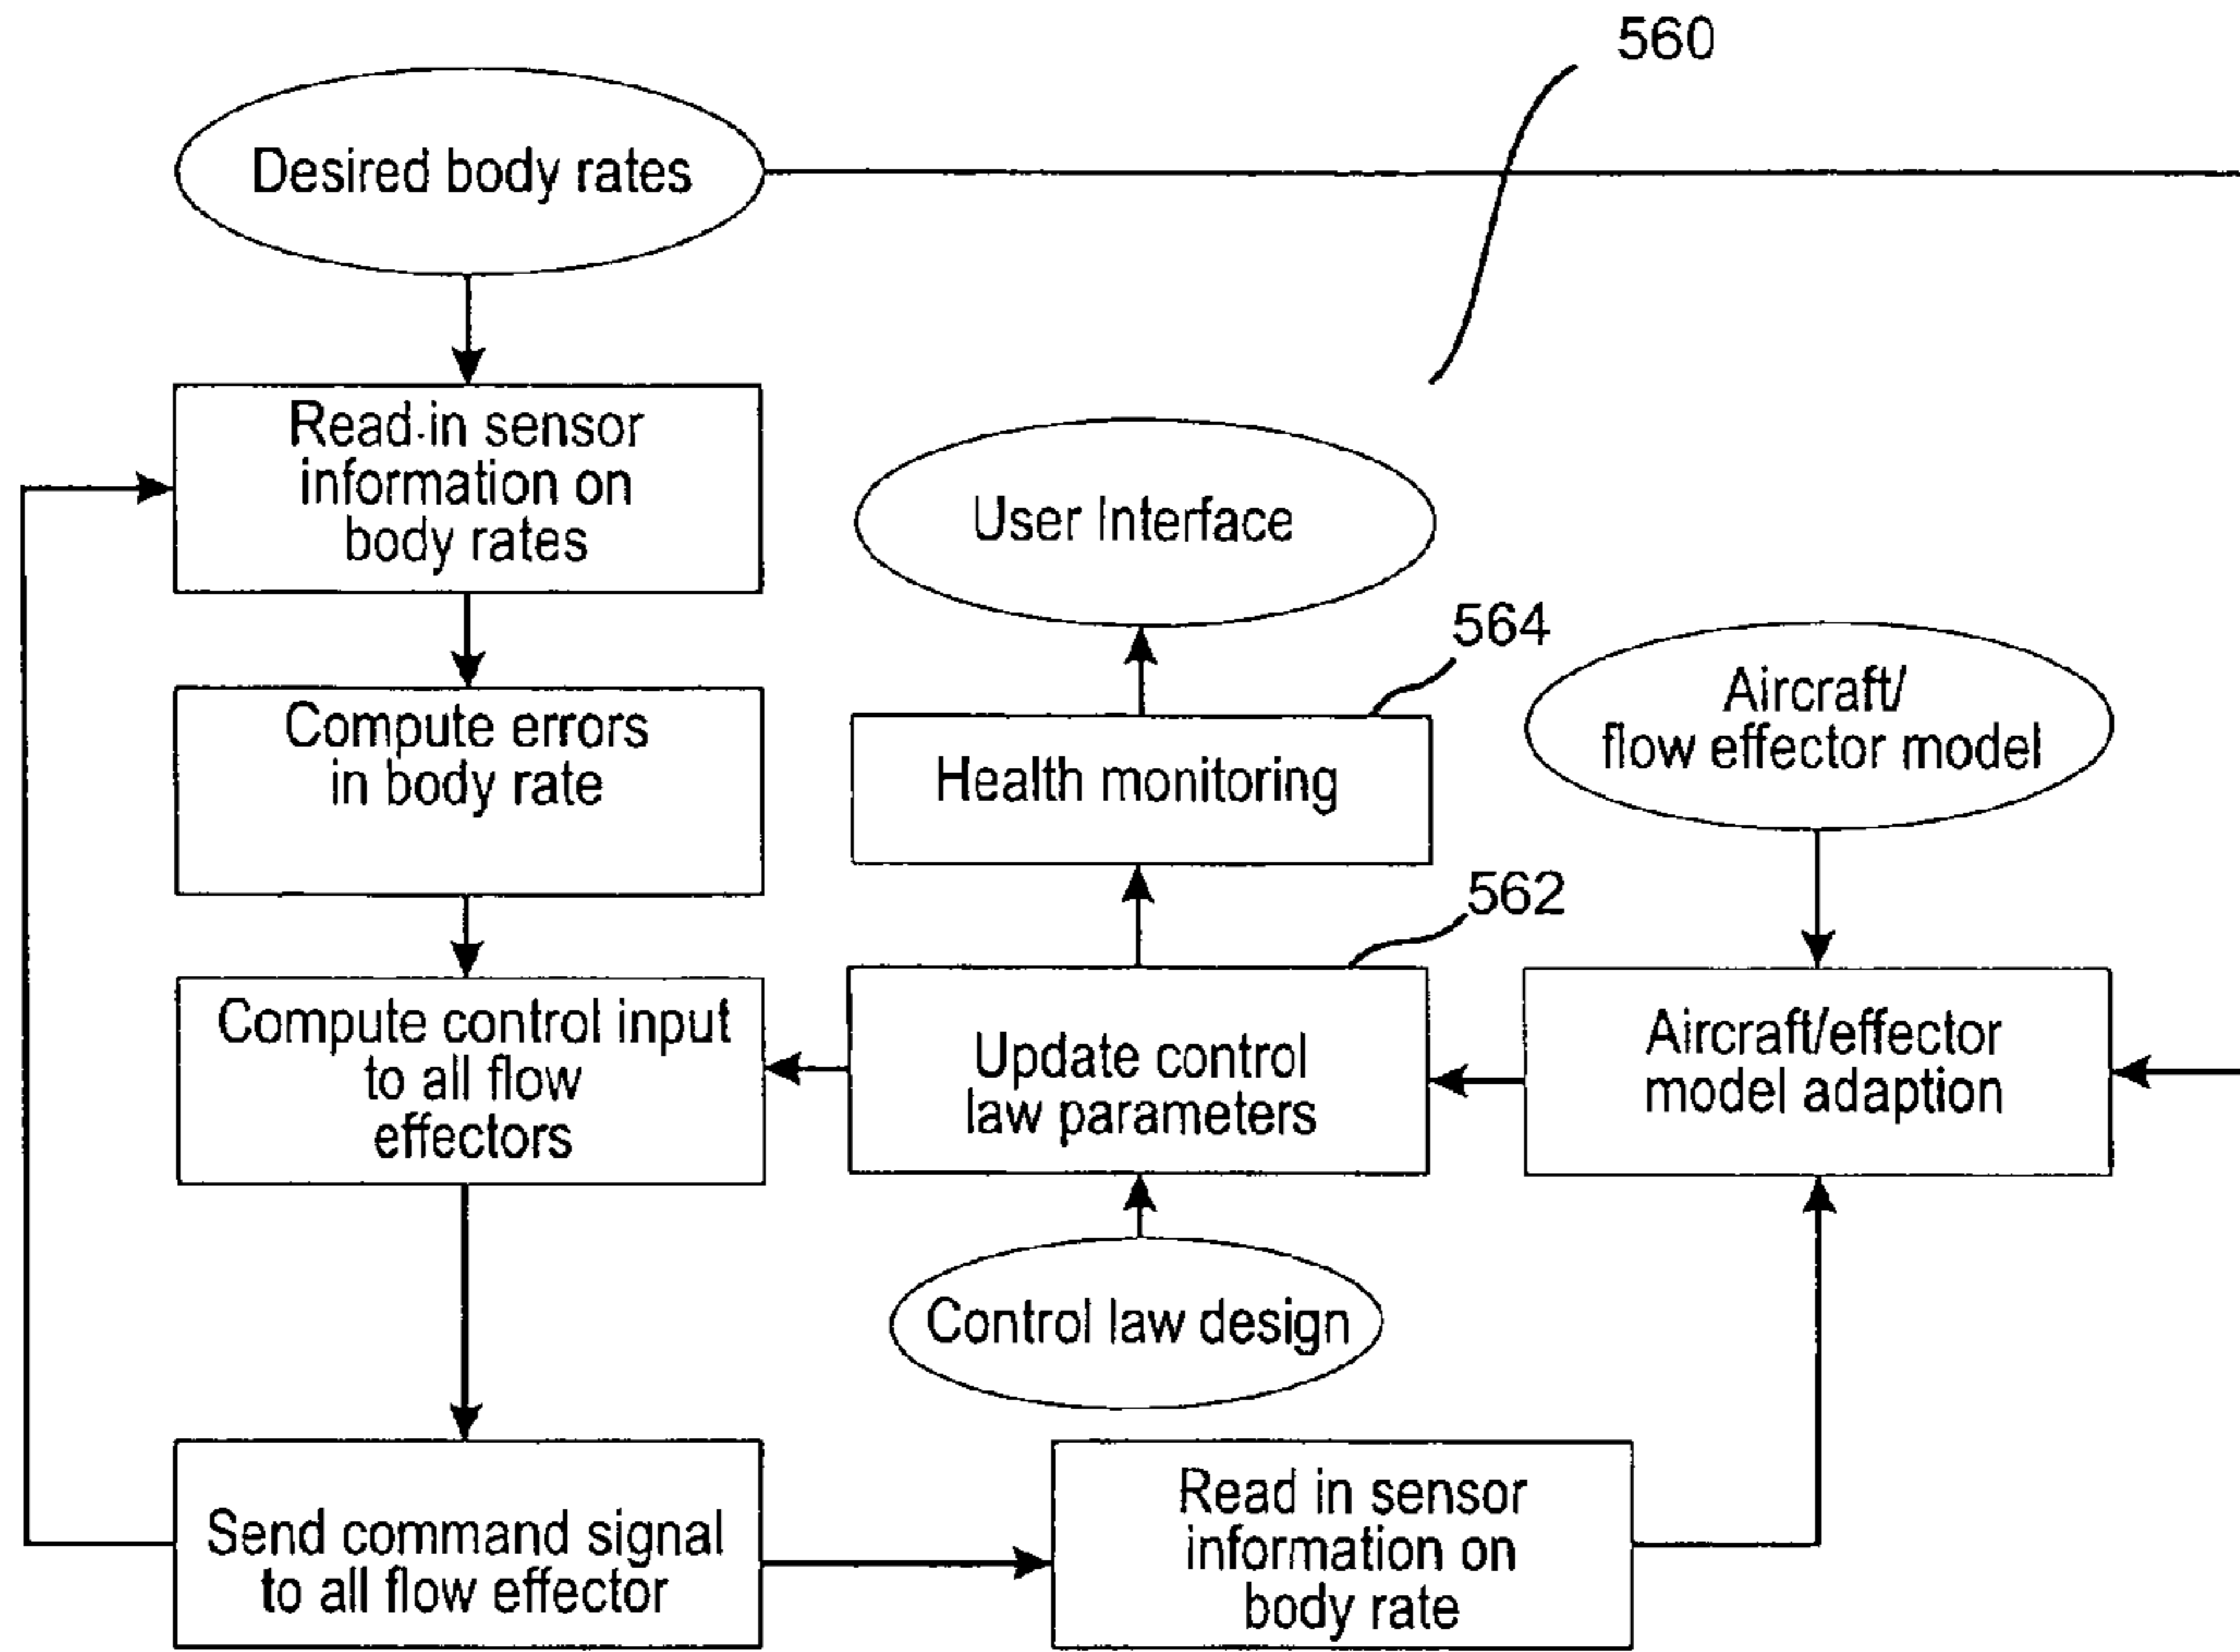 560
Desired body rates
Read in sensor
information on
body rates
User Interface
564
Aircraft/
flow effector model
Compute errors
in body rate
Health monitoring
562
Compute control input
to all flow
effectors
Update control
law parameters
Aircraft/effector
model adaption
Control law design
Send command signal
to all flow effector
Read in sensor
information on
body rate